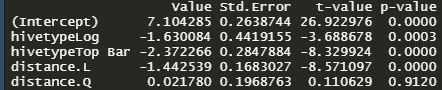 Value Std.Error t-value p-value
(Intercept) 7.104285 0.2638744 26.922976 0.0000
hivetypeLog -1.630084 0.4419155 -3.688678 0.0003
hivetypeTop Bar -2.372266 0.2847884 -8.329924 0.0000
distance.L -1.442539 0.1683027 -8.571097 0.0000
distance.Q 0.021780 0.1968763 0.110629 0.9120